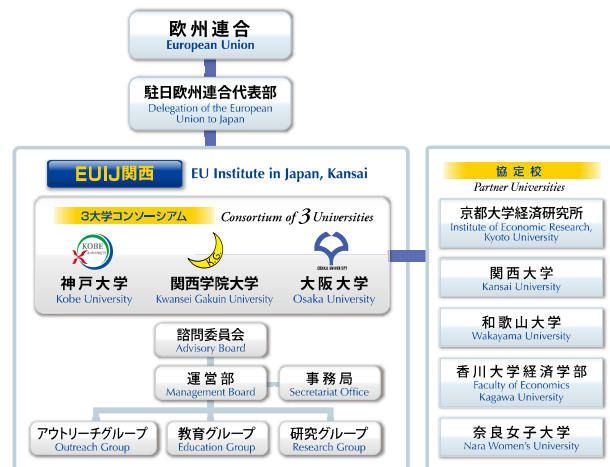 欧州連合
European Union
駐日欧州連合代表部
Delegation of the European
Union to Japan
EUIJ関西
EU Institute in Japan, Kansai
3大学コンソーシアム
Consortium of 3 Universities
KOBE
神戸大学
Kobe University
KG
関西学院大学
Kwansei Gakuin University
OSAKA UNIVERSITY
大阪大学
Osaka University
諮問委員会
Advisory Board
運営部
Management Board
事務局
Secretariat Office
アウトリーチグループ
Outreach Group
教育グループ
Education Group
研究グループ
Research Group
協定校
Partner Universities
京都大学経済研究所
Institute of Economic Research,
Kyoto University
関西大学
Kansai University
和歌山大学
Wakayama University
香川大学経済学部
Faculty of Economics
Kagawa University
奈良女子大学
Nara Women's University